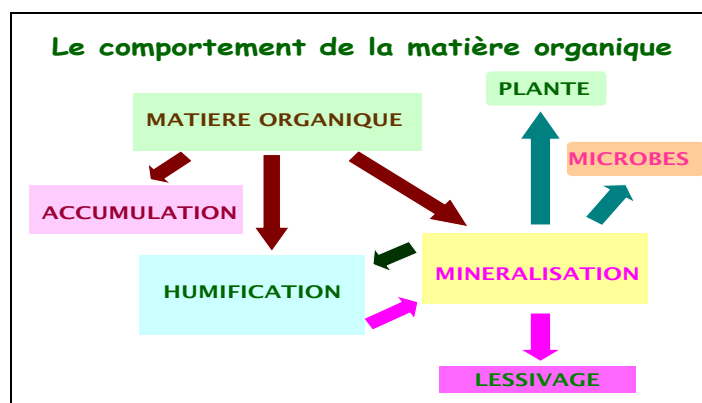 Le comportement de la matière organique
PLANTE
MATIERE ORGANIQUE
MICROBES
ACCUMULATION
MINERALISATION
HUMIFICATION
LESSIVAGE